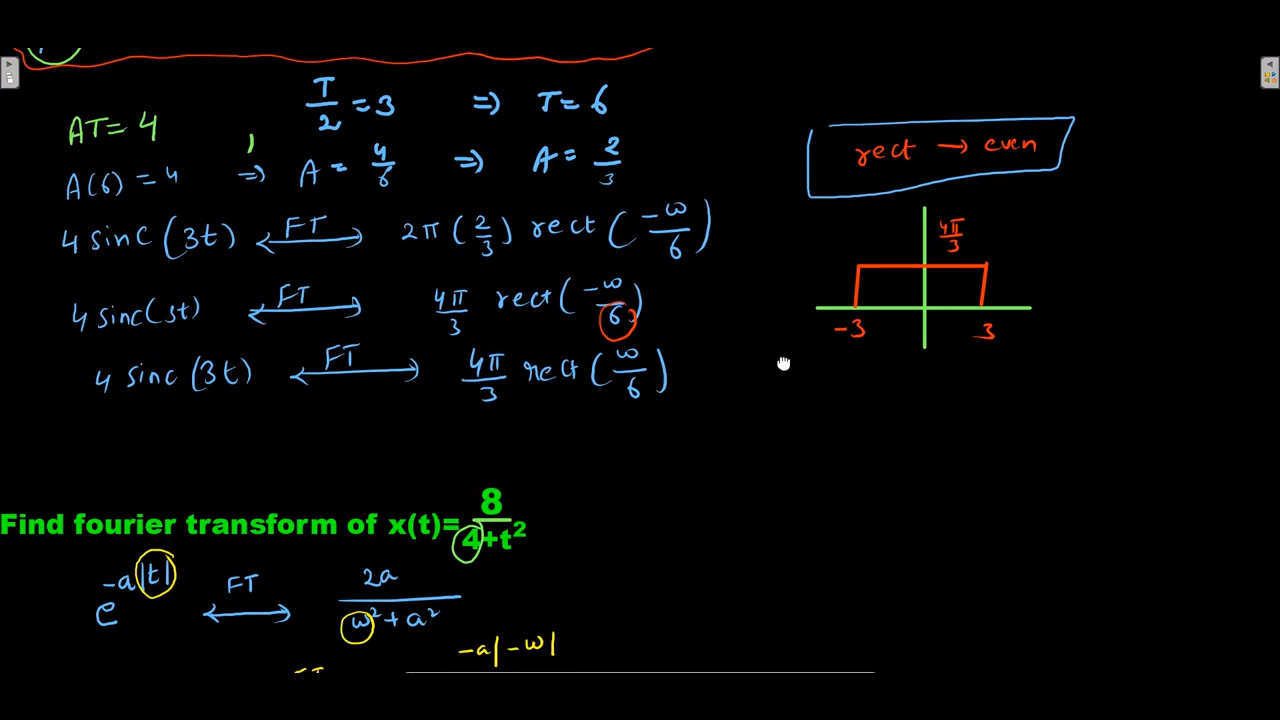 T/2 = 3 ⇒ T = 6
AT = 4 ,
A(6) = 4 ⇒ A = 4/6 ⇒ A = 2/3
rect → even
4 sinc(3t) ⟷ FT 2π (2/3) rect(-ω/6)
4π/3
4 sinc(3t) ⟷ FT 4π/3 rect(-ω/6)
-3 3
4 sinc(3t) ⟷ FT 4π/3 rect(ω/6)
Find fourier transform of x(t)= 8/(4+t²)
e^(-a|t|) ⟷ FT 2a/(ω²+a²)
-a|-ω|